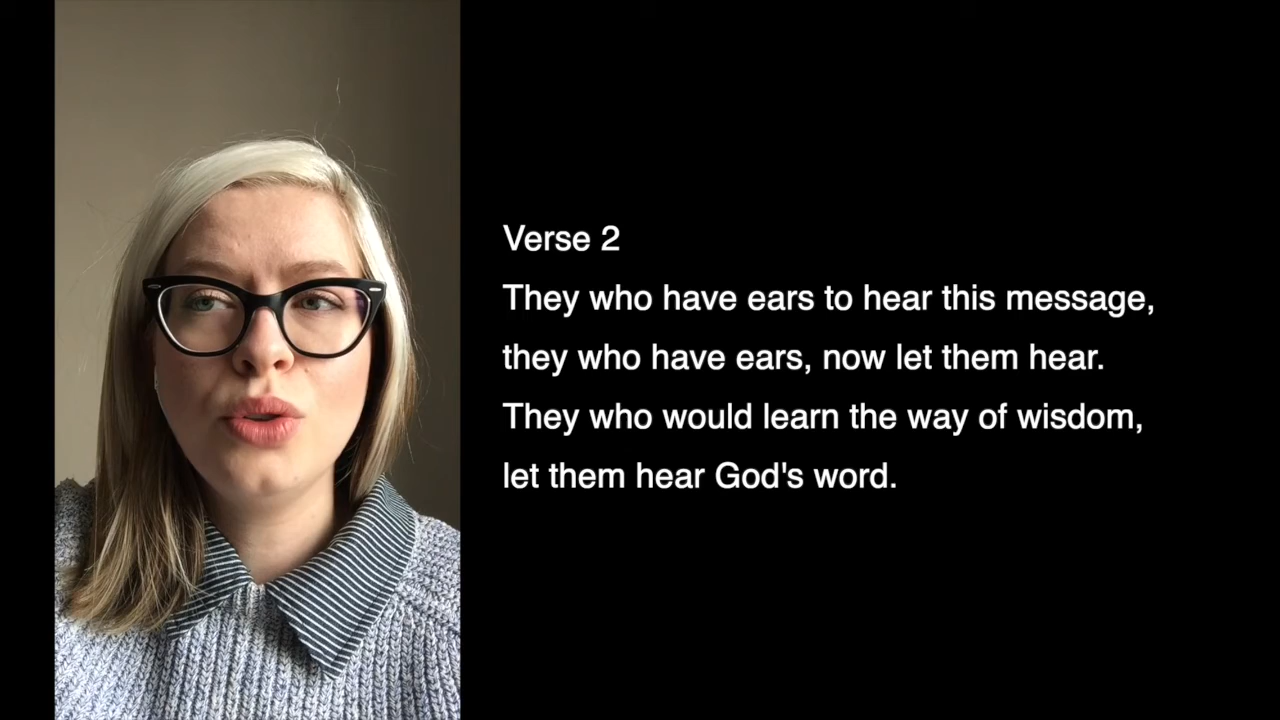 Verse 2
They who have ears to hear this message,
they who have ears, now let them hear.
They who would learn the way of wisdom,
let them hear God's word.